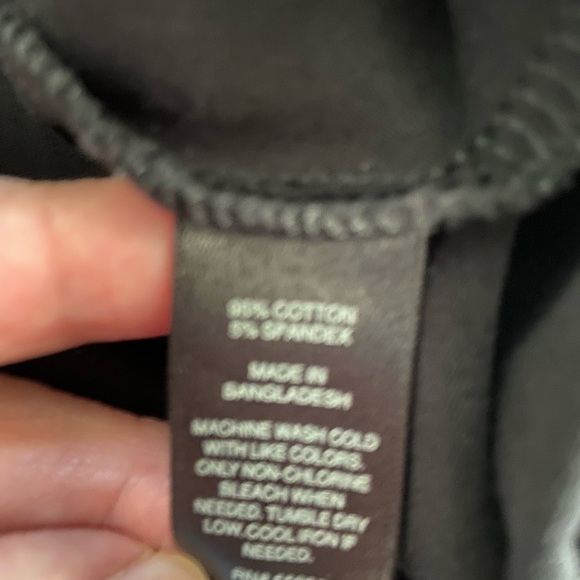 95% COTTON
5% SPANDEX
MADE IN
BANGLADESH
MACHINE WASH COLD
WITH LIKE COLORS.
ONLY NON-CHLORINE
BLEACH WHEN
NEEDED. TUMBLE DRY
LOW. COOL IRON IF
NEEDED.